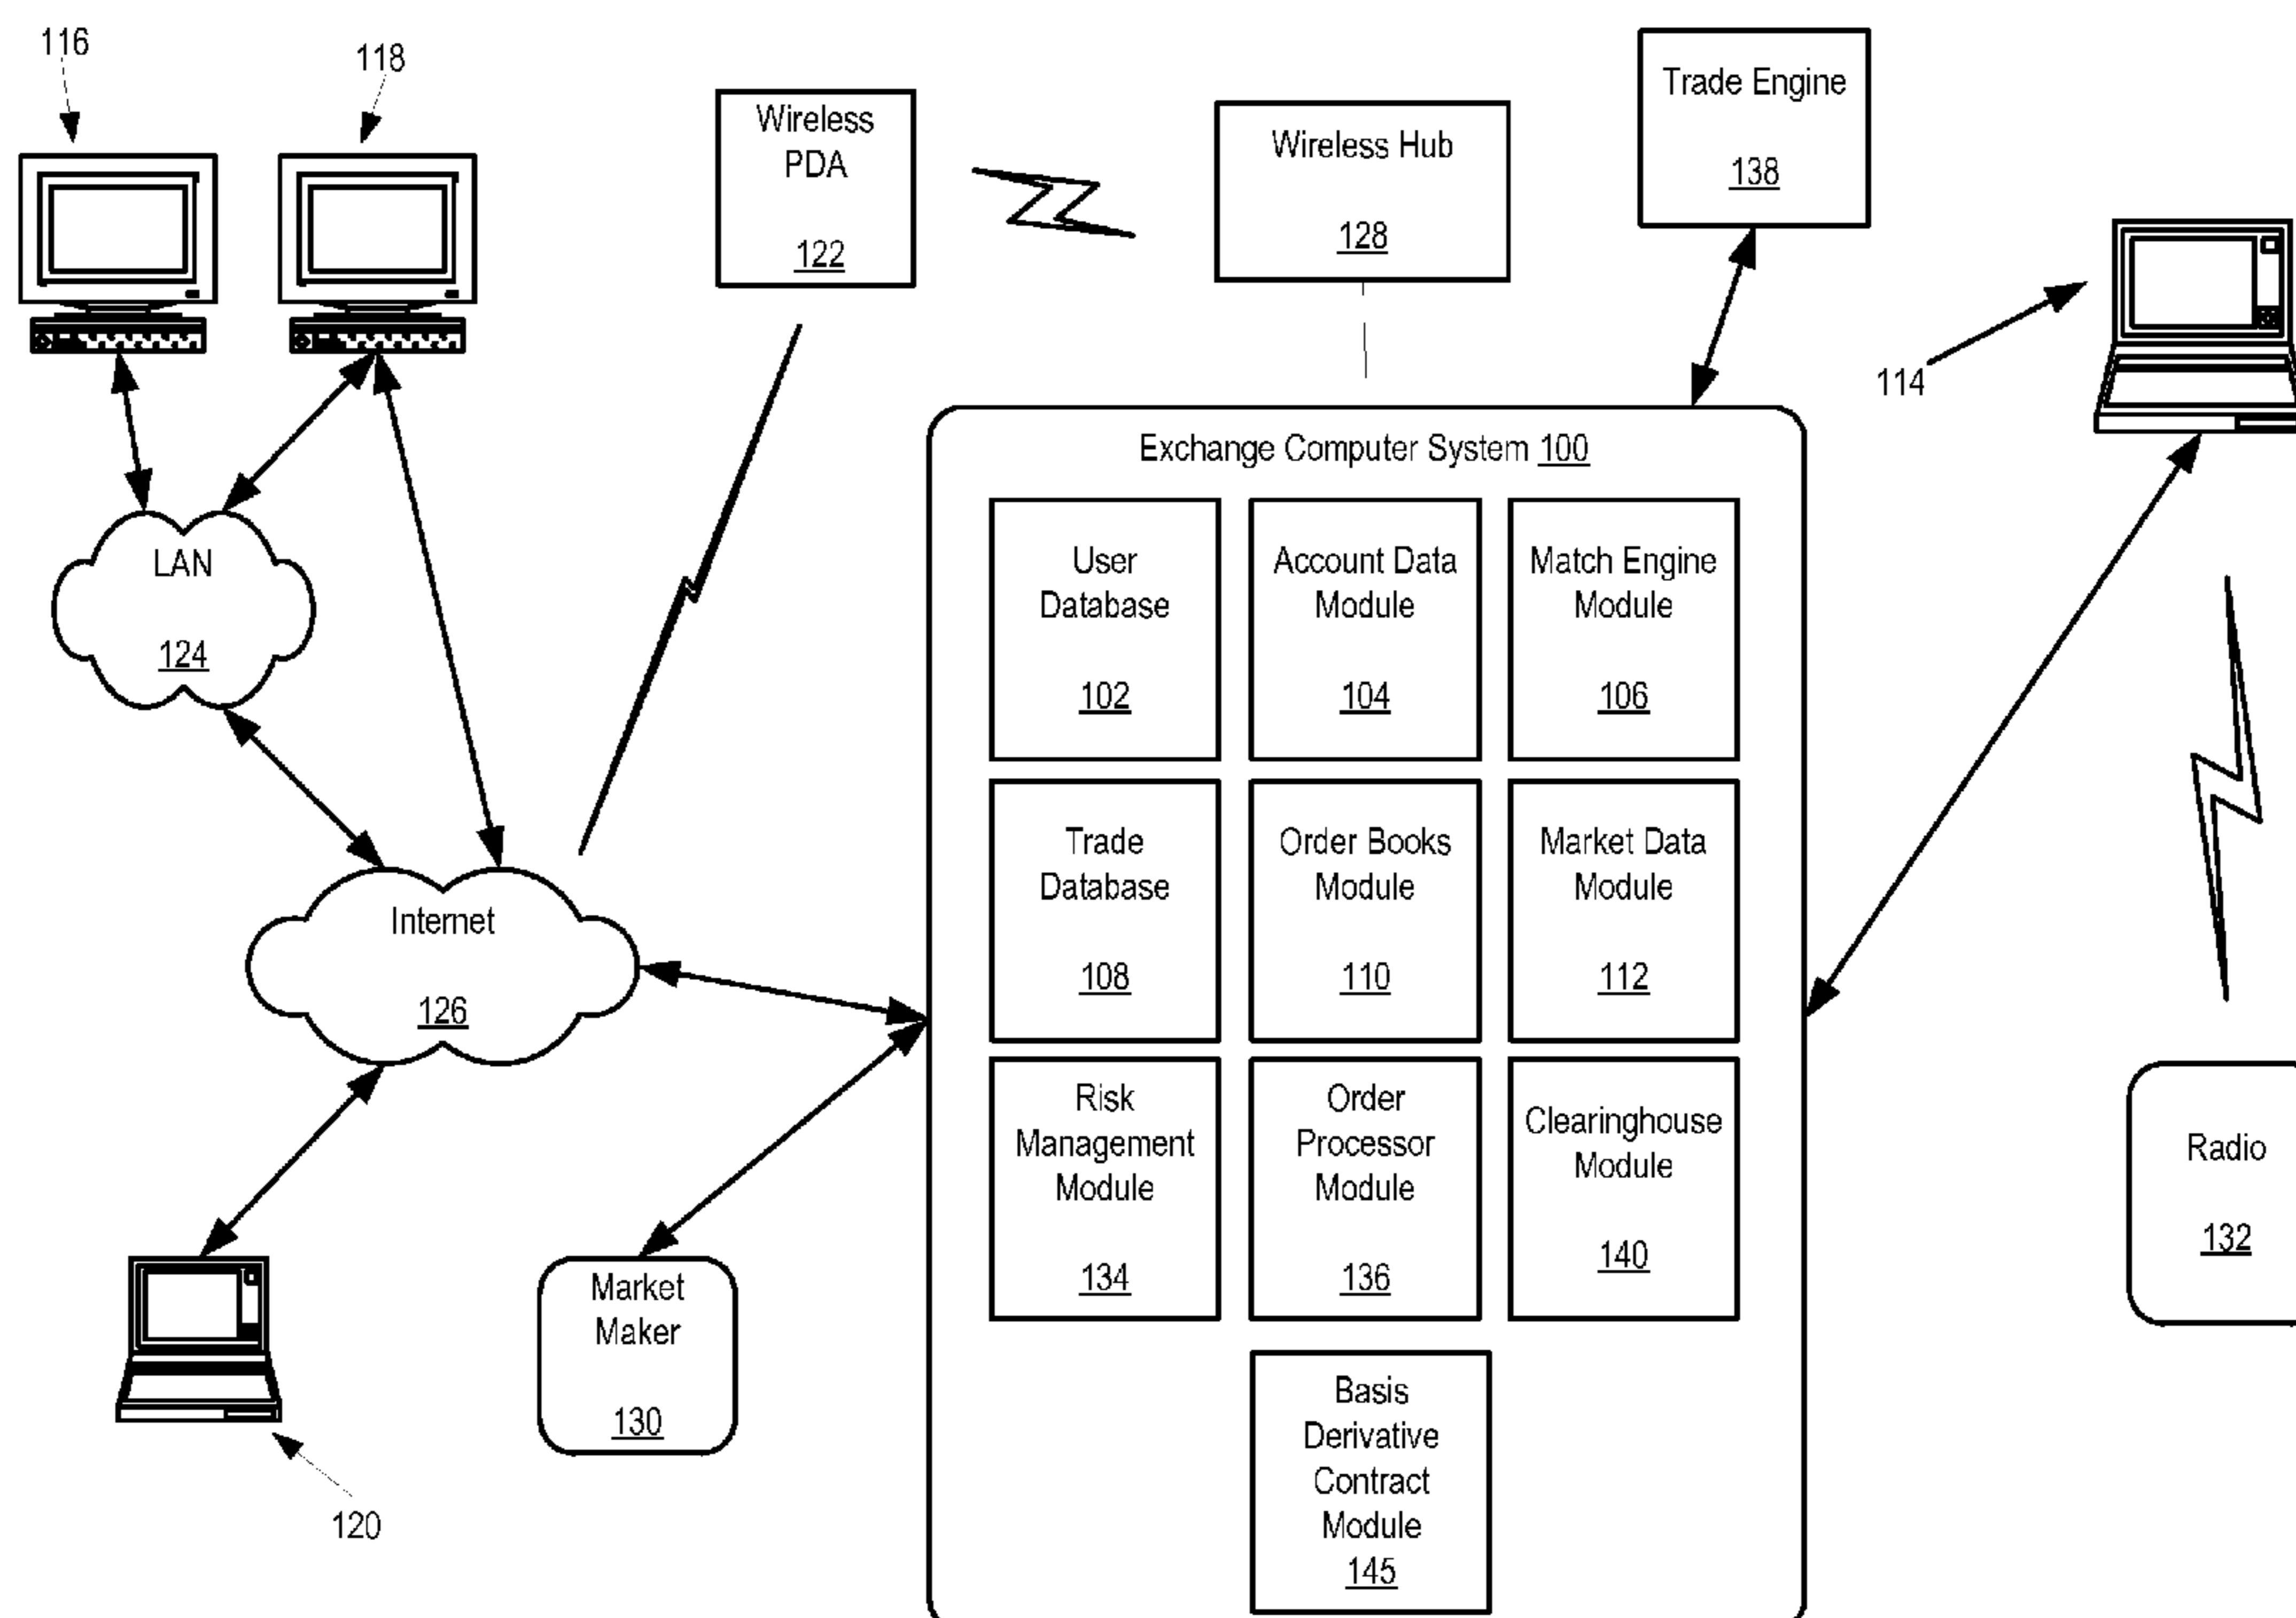 116
118
Wireless
PDA
122
Wireless Hub
128
Trade Engine
138
114
LAN
124
Internet
126
120
Market
Maker
130
Exchange Computer System 100
User
Database
102
Account Data
Module
104
Match Engine
Module
106
Trade
Database
108
Order Books
Module
110
Market Data
Module
112
Risk
Management
Module
134
Order
Processor
Module
136
Clearinghouse
Module
140
Basis
Derivative
Contract
Module
145
Radio
132